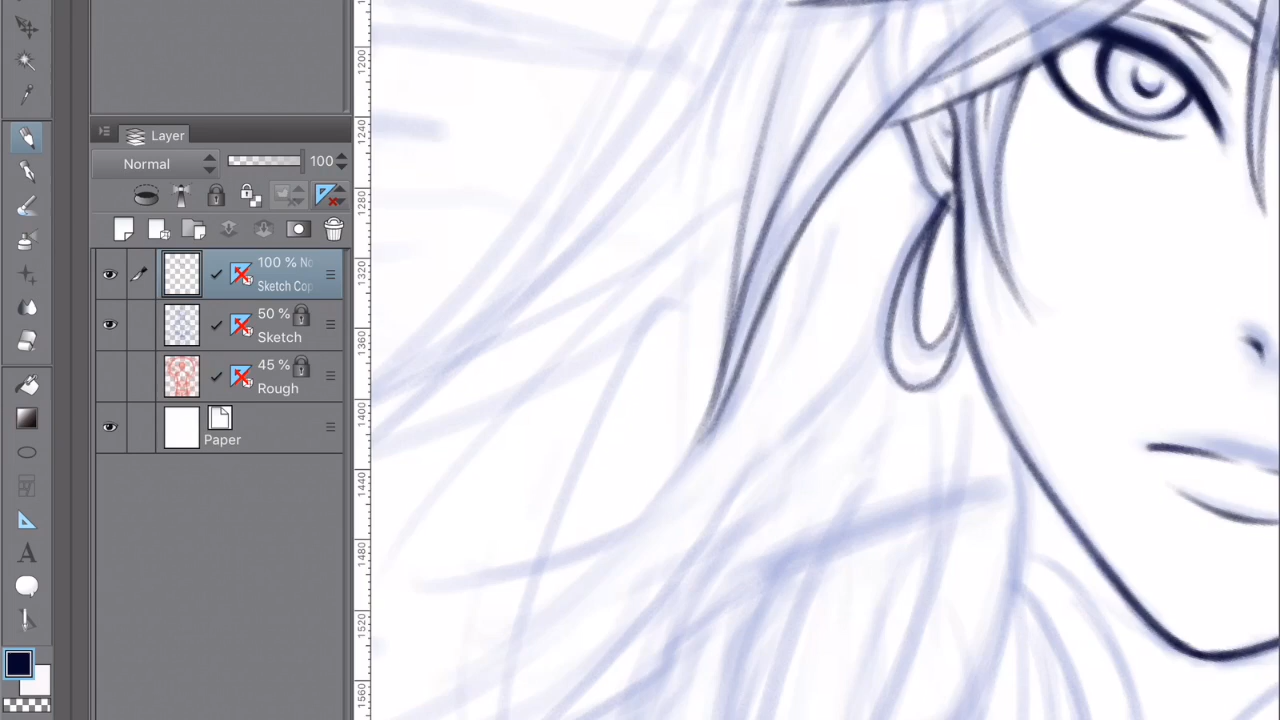 Layer
Normal
100
100 % No
Sketch Cop
50 %
Sketch
45 %
Rough
Paper
A
1200
1240
1280
1320
1360
1400
1440
1480
1520
1560